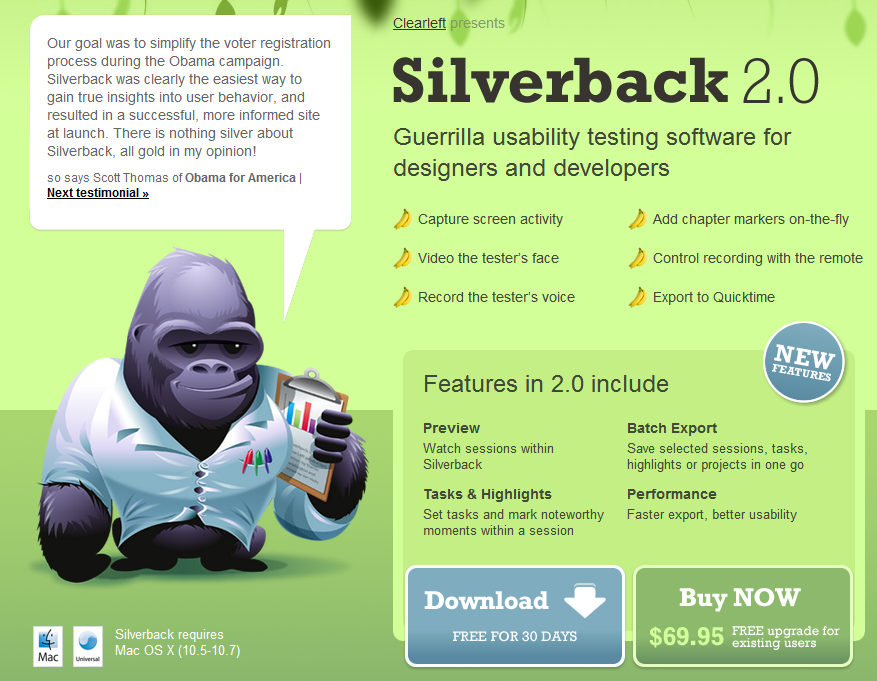 Our goal was to simplify the voter registration
process during the Obama campaign.
Silverback was clearly the easiest way to
gain true insights into user behavior, and
resulted in a successful, more informed site
at launch. There is nothing silver about
Silverback, all gold in my opinion!
so says Scott Thomas of Obama for America |
Next testimonial »
Clearleft presents
Silverback 2.0
Guerrilla usability testing software for
designers and developers
Capture screen activity
Add chapter markers on-the-fly
Video the tester's face
Control recording with the remote
Record the tester's voice
Export to Quicktime
NEW
FEATURES
Features in 2.0 include
Preview
Watch sessions within
Silverback
Batch Export
Save selected sessions, tasks,
highlights or projects in one go
Tasks & Highlights
Set tasks and mark noteworthy
moments within a session
Performance
Faster export, better usability
Download
FREE FOR 30 DAYS
Buy NOW
$69.95 FREE upgrade for
existing users
Mac
Universal
Silverback requires
Mac OS X (10.5-10.7)